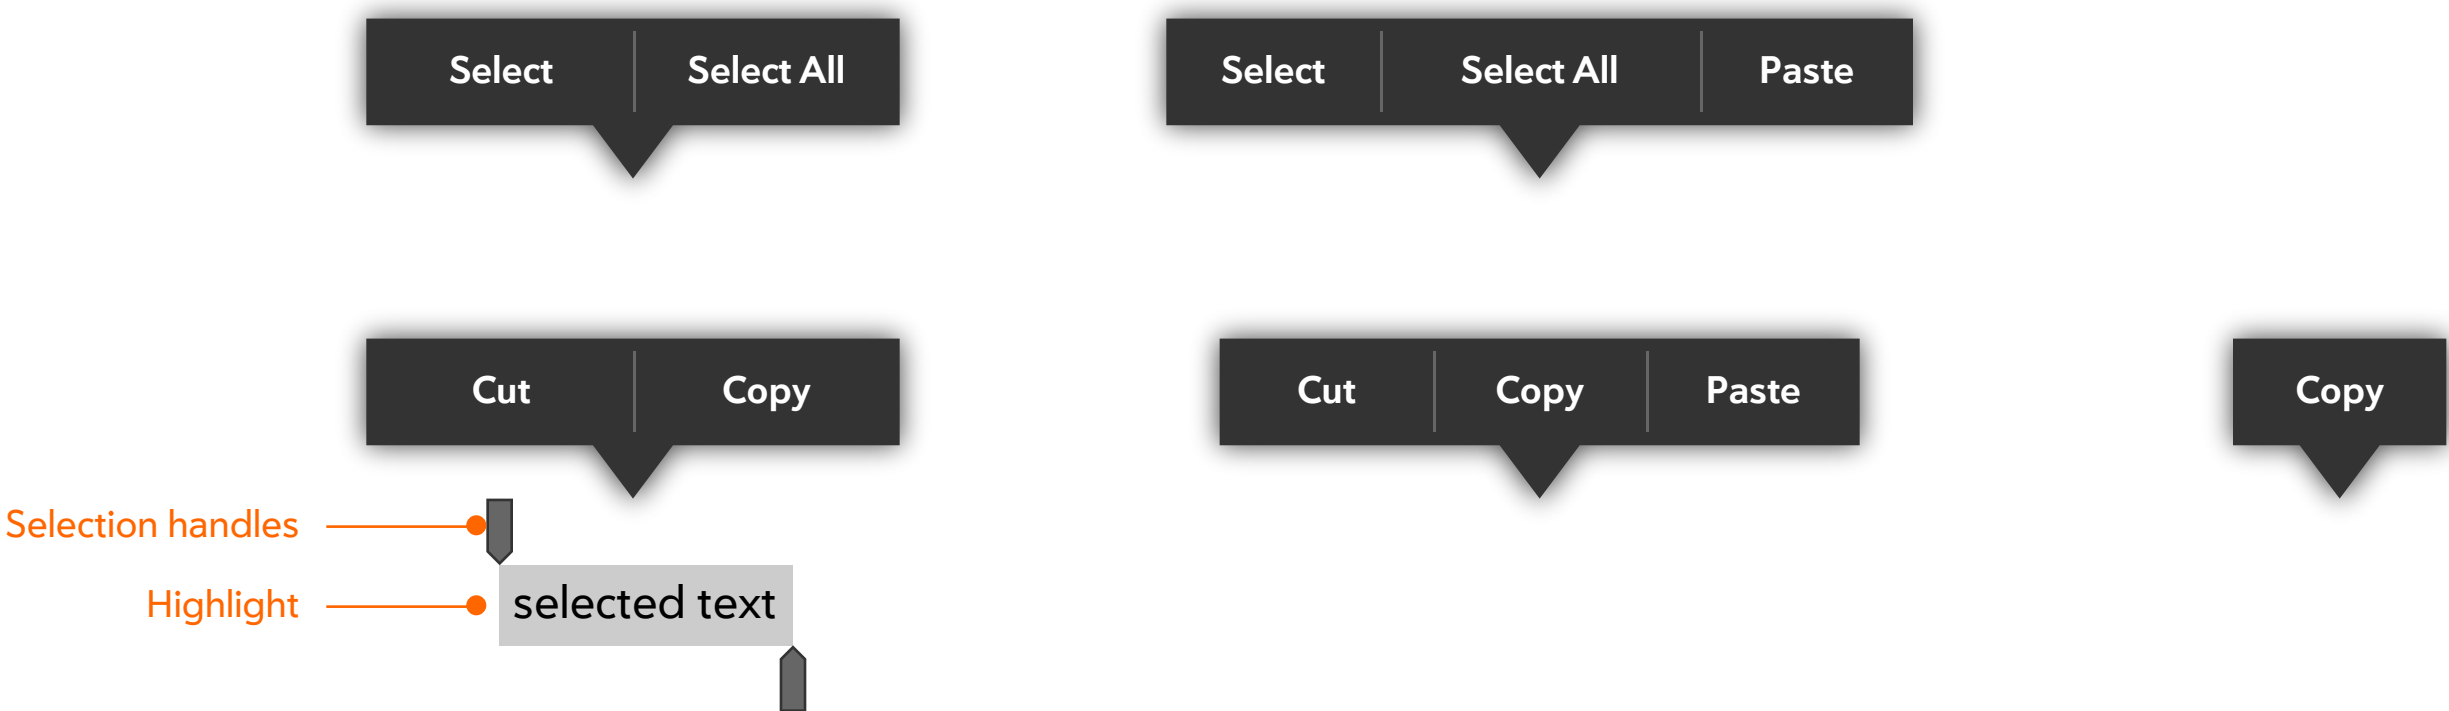 Select Select All
Select Select All Paste
Cut Copy
Cut Copy Paste
Copy
Selection handles
Highlight
selected text